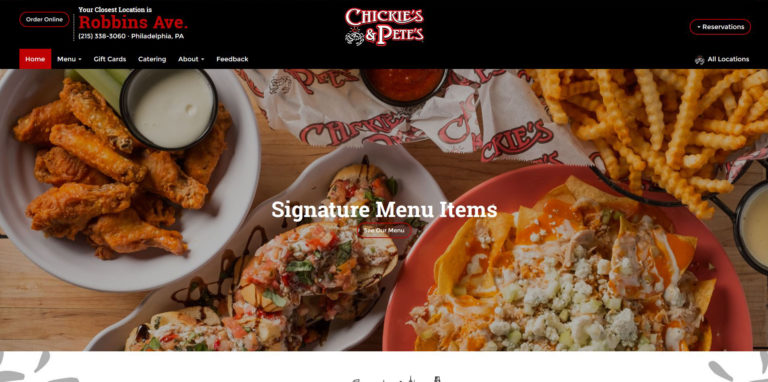 Order Online
Your Closest Location is
Robbins Ave.
(215) 338-3060 · Philadelphia, PA
CHICKIE'S
& PETE'S
Reservations
Home
Menu
Gift Cards
Catering
About
Feedback
All Locations
CHICKIE'S
CHICKIE'S
Signature Menu Items
See Our Menu